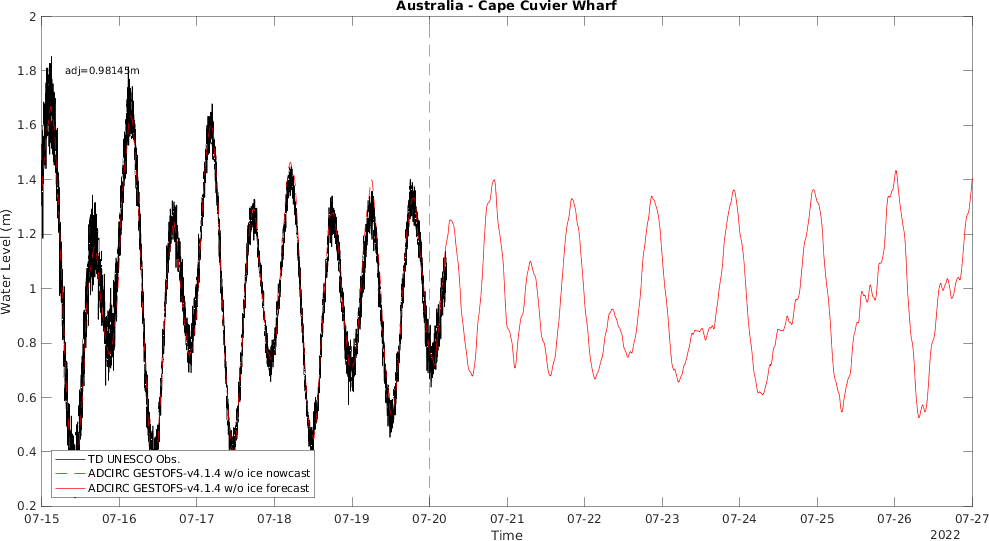 Australia - Cape Cuvier Wharf
adj=0.98145m
2
1.8
1.6
1.4
1.2
1
0.8
0.6
0.4
0.2
Water Level (m)
TD UNESCO Obs.
ADCIRC GESTOFS-v4.1.4 w/o ice nowcast
ADCIRC GESTOFS-v4.1.4 w/o ice forecast
07-15 07-16 07-17 07-18 07-19 07-20 07-21 07-22 07-23 07-24 07-25 07-26 07-27
Time
2022